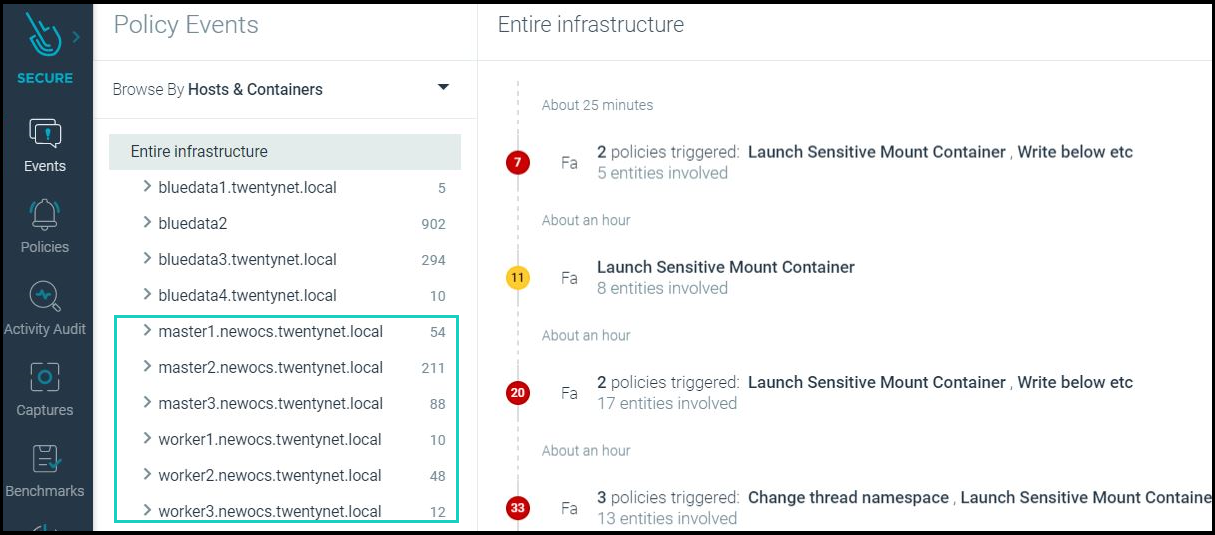 SECURE
Events
Policies
Activity Audit
Captures
Benchmarks
Policy Events
Browse By Hosts & Containers
Entire infrastructure
bluedata1.twentynet.local 5
bluedata2 902
bluedata3.twentynet.local 294
bluedata4.twentynet.local 10
master1.newocs.twentynet.local 54
master2.newocs.twentynet.local 211
master3.newocs.twentynet.local 88
worker1.newocs.twentynet.local 10
worker2.newocs.twentynet.local 48
worker3.newocs.twentynet.local 12
Entire infrastructure
About 25 minutes
7 Fa 2 policies triggered: Launch Sensitive Mount Container , Write below etc
5 entities involved
About an hour
11 Fa Launch Sensitive Mount Container
8 entities involved
About an hour
20 Fa 2 policies triggered: Launch Sensitive Mount Container , Write below etc
17 entities involved
About an hour
33 Fa 3 policies triggered: Change thread namespace , Launch Sensitive Mount Containe
13 entities involved